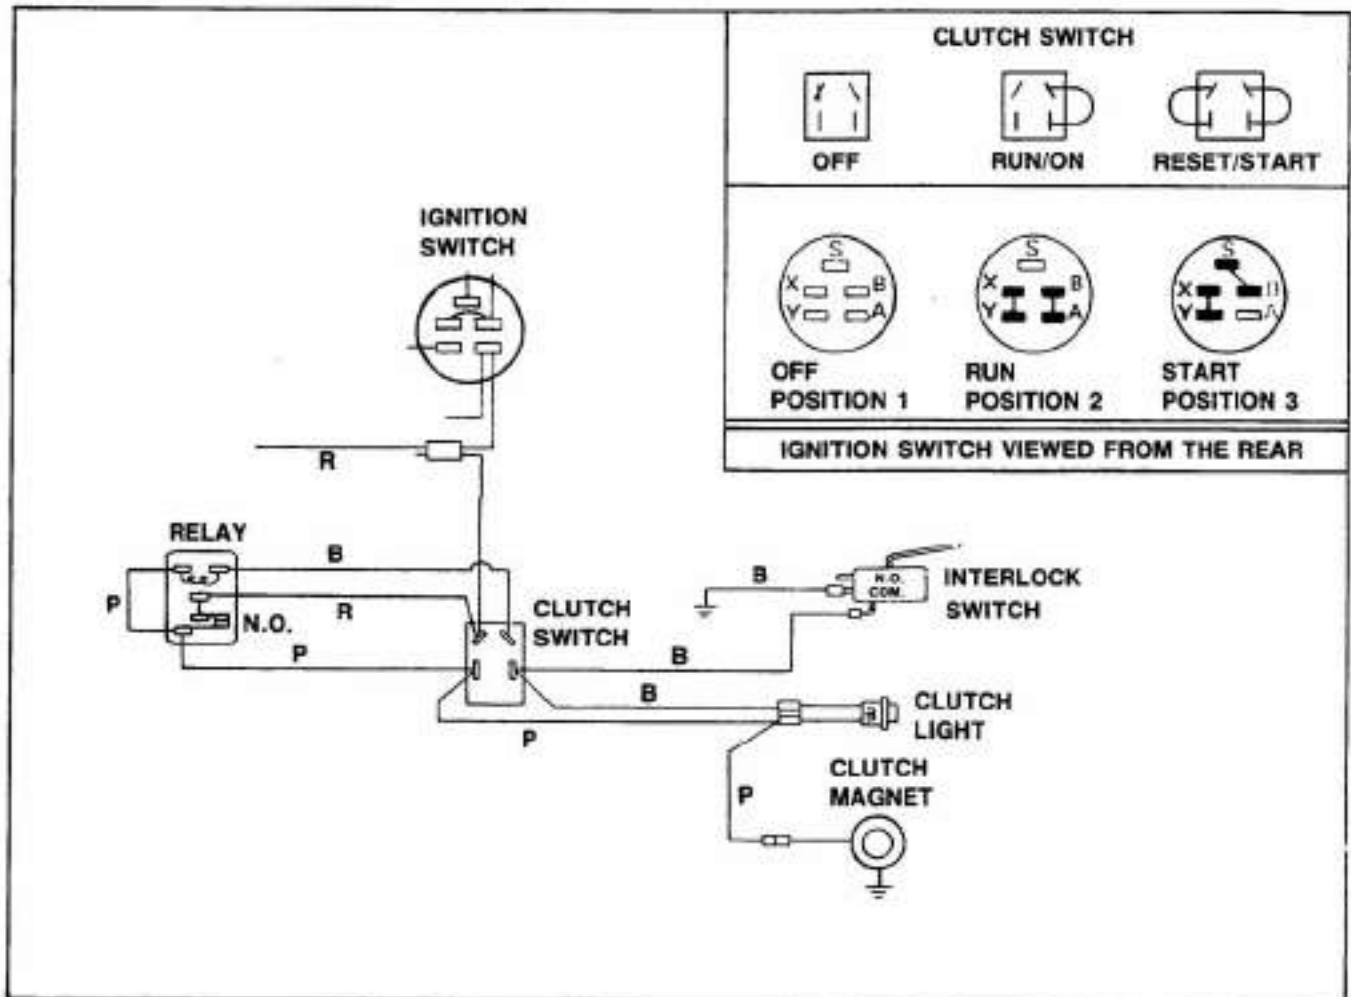 CLUTCH SWITCH
OFF
RUN/ON
RESET/START
IGNITION
SWITCH
S
X
B
Y
A
S
X
B
Y
A
S
X
Y
OFF
POSITION 1
RUN
POSITION 2
START
POSITION 3
IGNITION SWITCH VIEWED FROM THE REAR
R
RELAY
B
P
R
N.O.
P
CLUTCH
SWITCH
B
N.O.
COM.
INTERLOCK
SWITCH
B
B
P
CLUTCH
LIGHT
CLUTCH
MAGNET
P